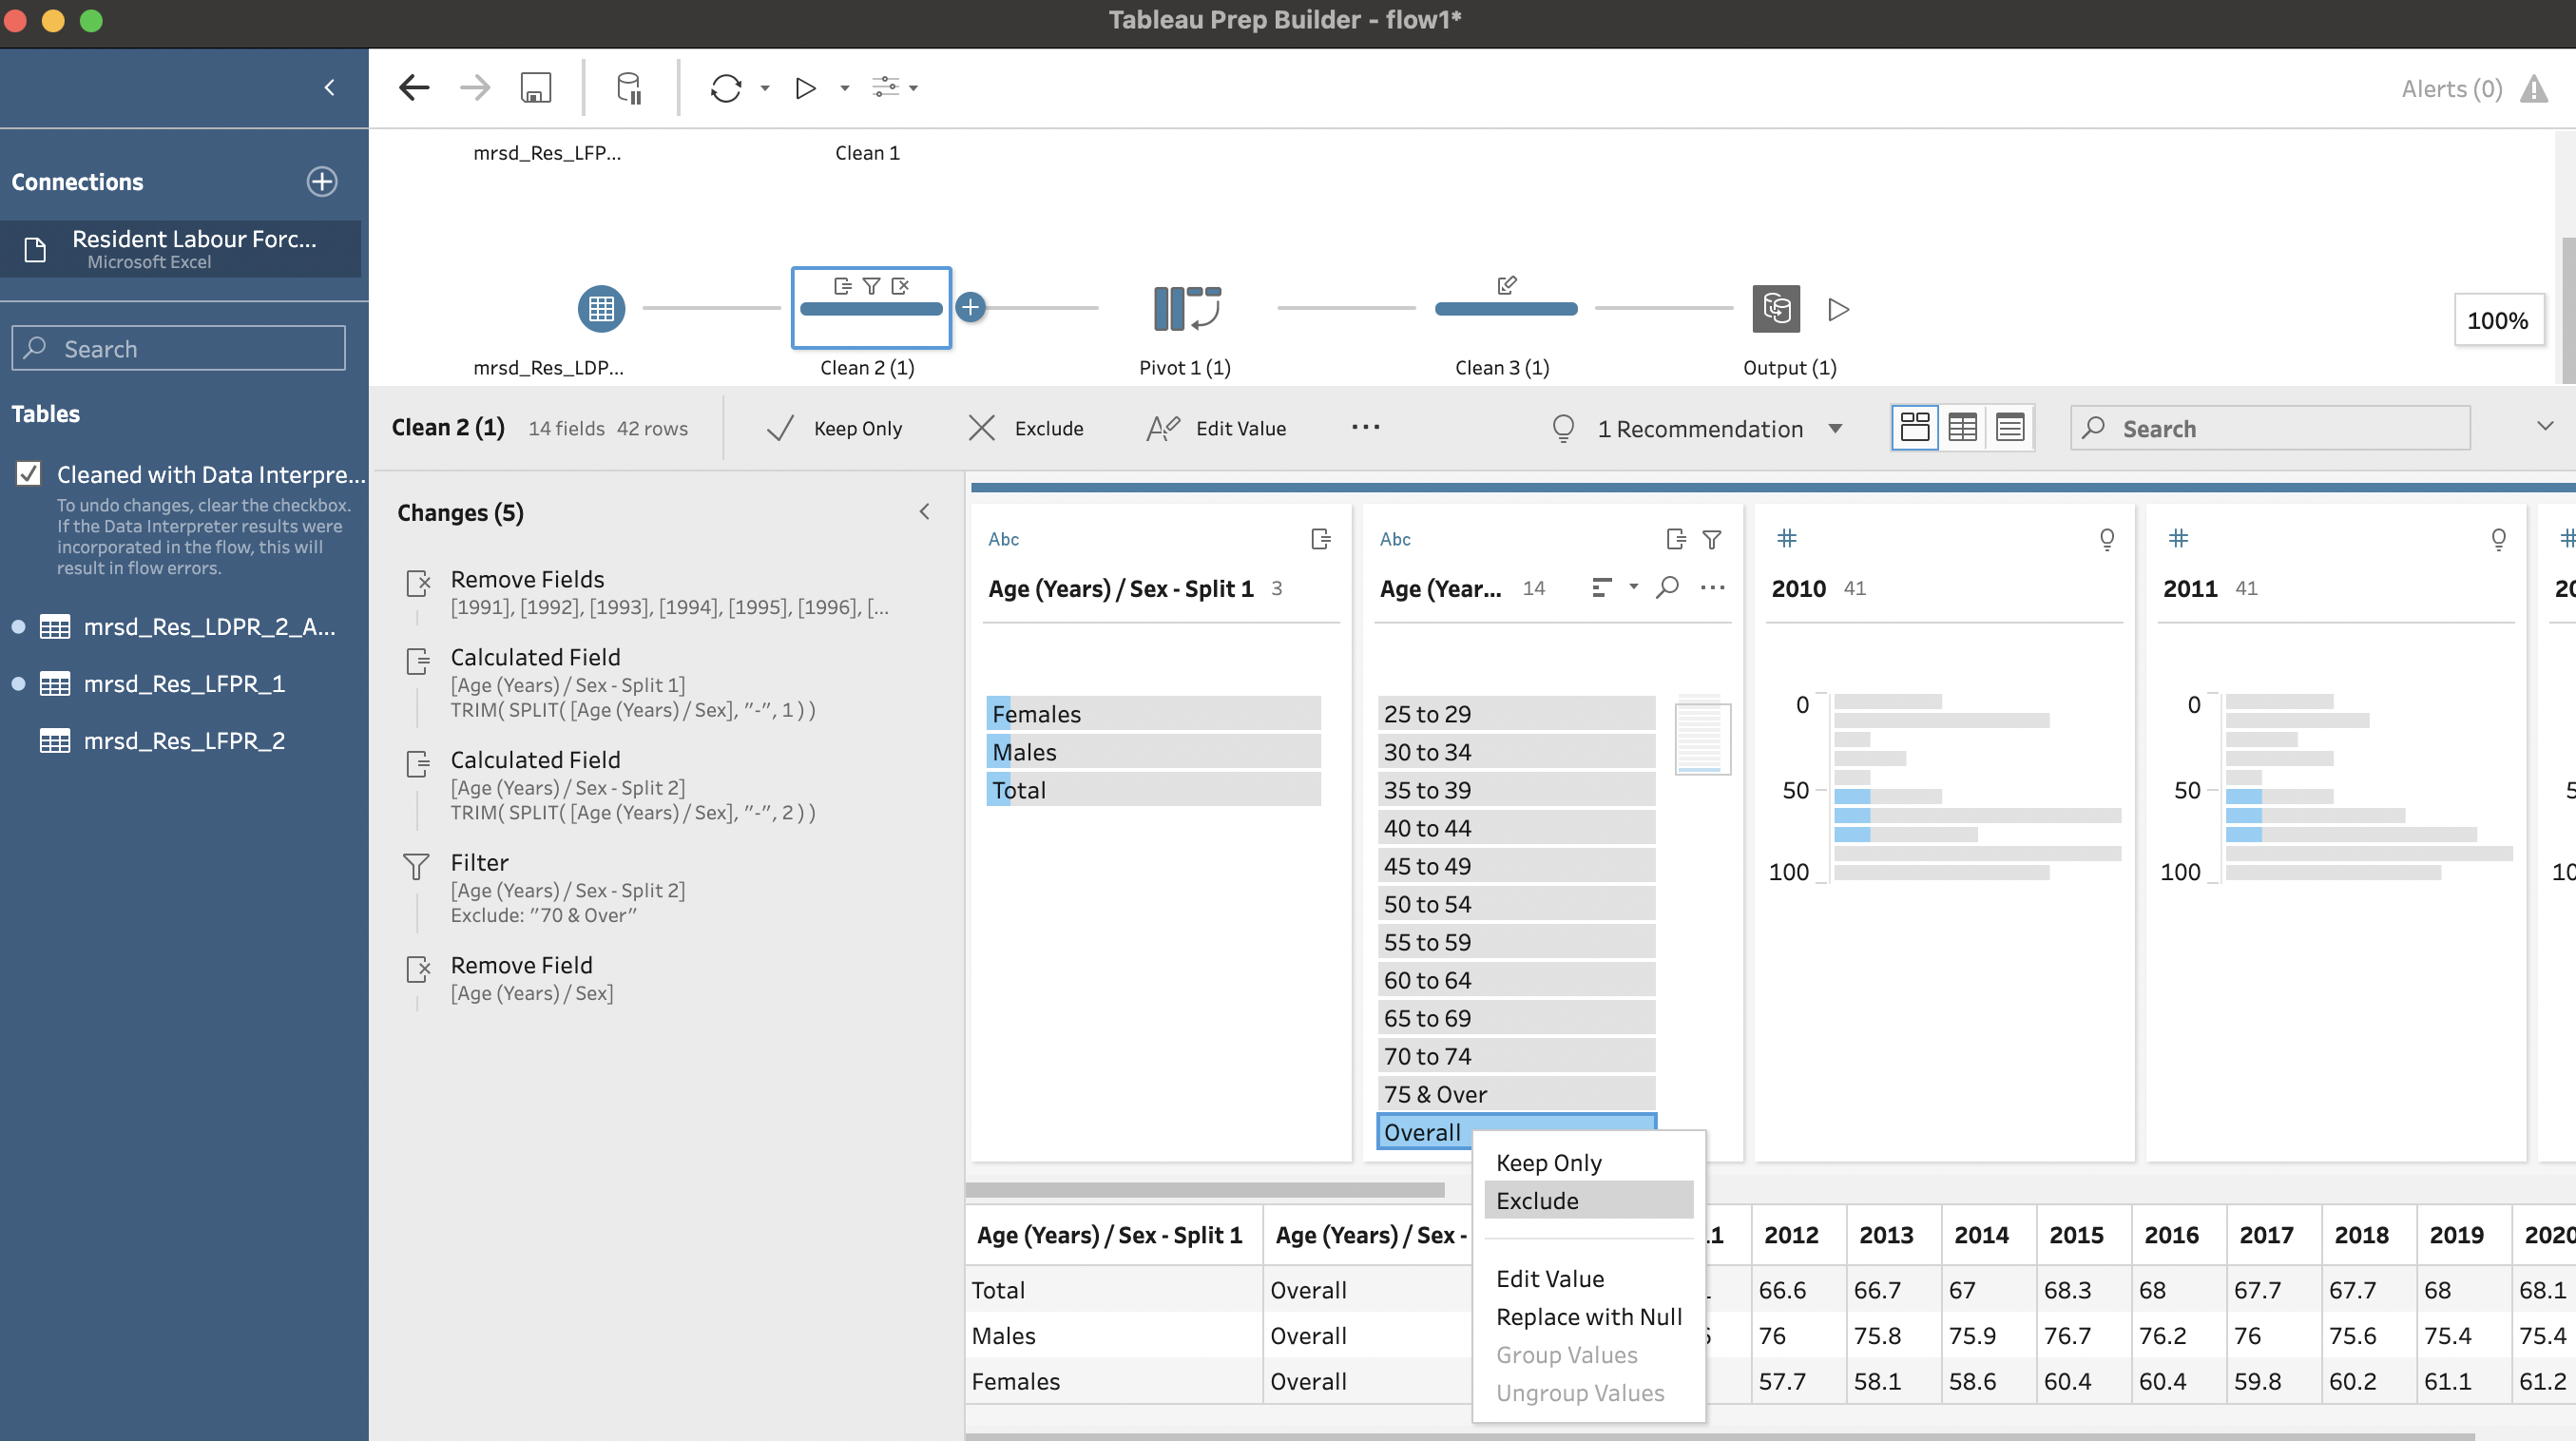 Tableau Prep Builder - flow1*
Alerts (0)
Connections
Resident Labour Forc...
Microsoft Excel
Search
Tables
Cleaned with Data Interpre...
To undo changes, clear the checkbox.
If the Data Interpreter results were
incorporated in the flow, this will
result in flow errors.
mrsd_Res_LDPR_2_A...
mrsd_Res_LFPR_1
mrsd_Res_LFPR_2
mrsd_Res_LFP...
Clean 1
mrsd_Res_LDP...
Clean 2 (1)
Pivot 1 (1)
Clean 3 (1)
Output (1)
100%
Clean 2 (1) 14 fields 42 rows
Keep Only
Exclude
Edit Value
...
1 Recommendation
Search
Changes (5)
Remove Fields
[1991], [1992], [1993], [1994], [1995], [1996], [...
Calculated Field
[Age (Years) / Sex - Split 1]
TRIM( SPLIT( [Age (Years) / Sex], "-", 1 ) )
Calculated Field
[Age (Years) / Sex - Split 2]
TRIM( SPLIT( [Age (Years) / Sex], "-", 2 ) )
Filter
[Age (Years) / Sex - Split 2]
Exclude: "70 & Over"
Remove Field
[Age (Years) / Sex]
Abc
Age (Years) / Sex - Split 1 3
Females
Males
Total
Abc
Age (Year... 14
25 to 29
30 to 34
35 to 39
40 to 44
45 to 49
50 to 54
55 to 59
60 to 64
65 to 69
70 to 74
75 & Over
Overall
#
2010 41
0
50
100
#
2011 41
0
50
100
#
Keep Only
Exclude
Edit Value
Replace with Null
Group Values
Ungroup Values
Age (Years) / Sex - Split 1 Age (Years) / Sex - 2012 2013 2014 2015 2016 2017 2018 2019 2020
Total Overall 66.6 66.7 67 68.3 68 67.7 67.7 68 68.1
Males Overall 76 75.8 75.9 76.7 76.2 76 75.6 75.4 75.4
Females Overall 57.7 58.1 58.6 60.4 60.4 59.8 60.2 61.1 61.2